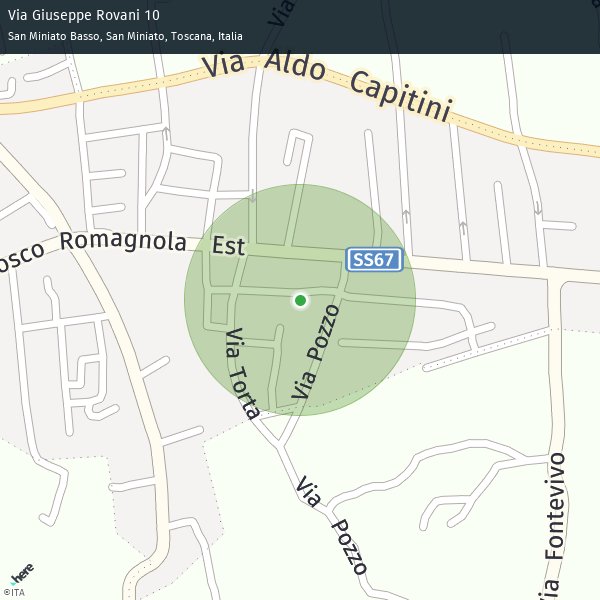 Via Giuseppe Rovani 10
San Miniato Basso, San Miniato, Toscana, Italia
Via
Via Aldo Capitini
osco Romagnola Est
SS67
Via Torta
Via Pozzo
Via Pozzo
Via Fontevivo
here
©ITA